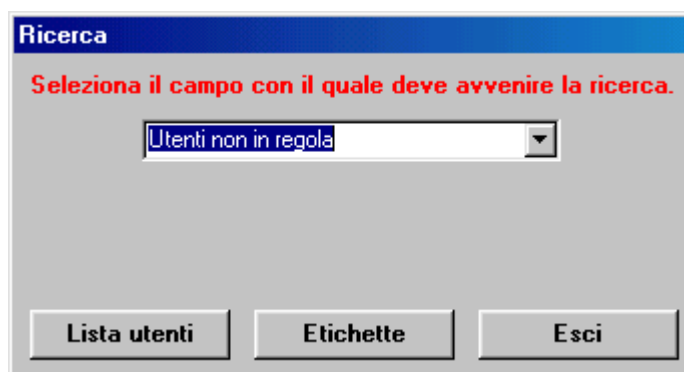 Ricerca
Seleziona il campo con il quale deve avvenire la ricerca.
Utenti non in regola
Lista utenti Etichette Esci